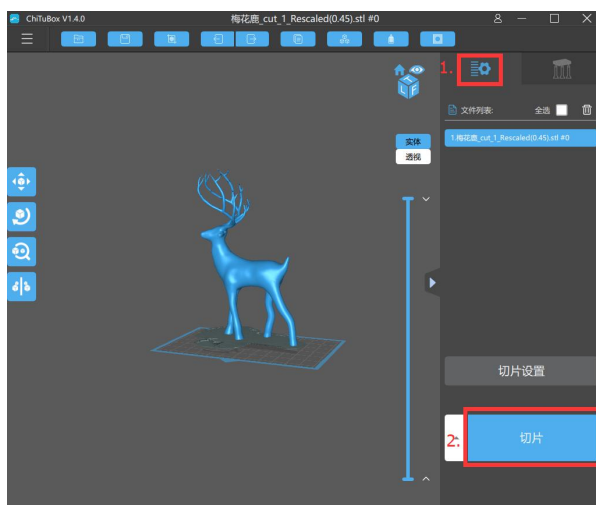 ChiTuBox V1.4.0
梅花鹿_cut_1_Rescaled(0.45).stl #0
1.
文件列表:
全选
1.梅花鹿_cut_1_Rescaled(0.45).stl #0
实体
透视
切片设置
2.
切片